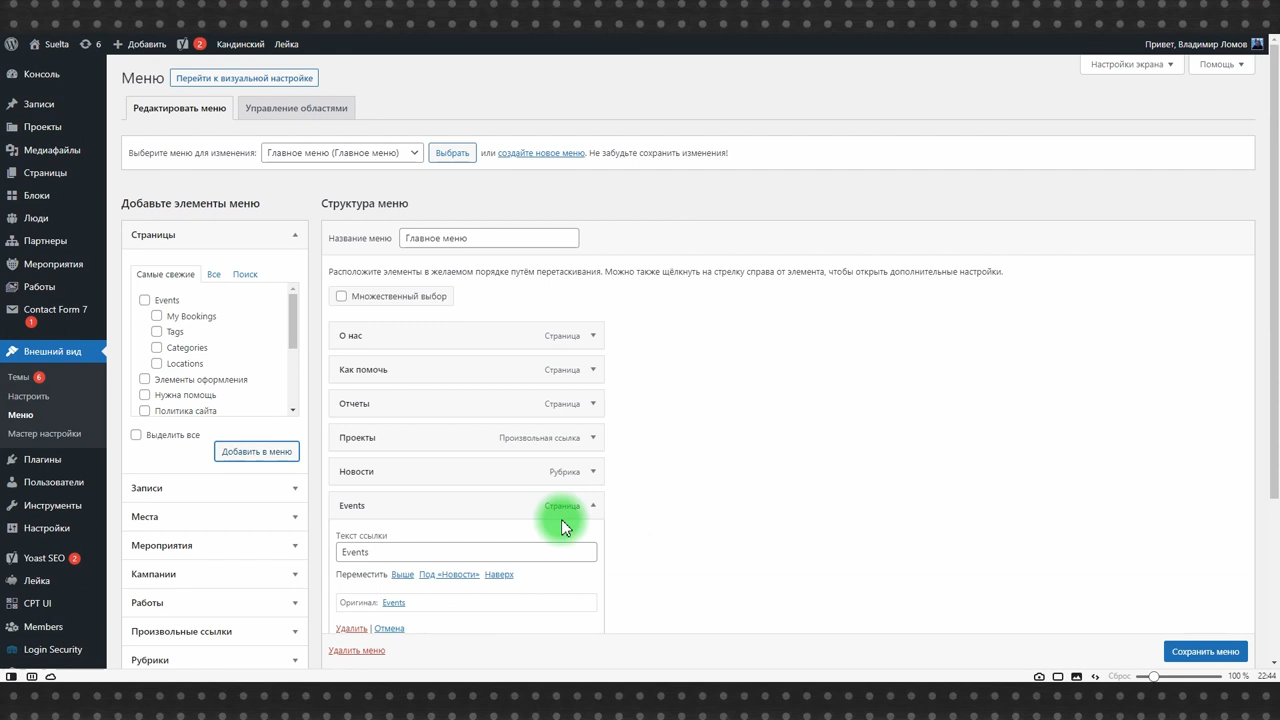 Suelta
6
Добавить
2
Кандинский
Лейка
Привет, Владимир Ломов
Консоль
Записи
Проекты
Медиафайлы
Страницы
Блоки
Люди
Партнеры
Мероприятия
Работы
Contact Form 7
1
Внешний вид
Темы 6
Настроить
Меню
Мастер настройки
Плагины
Пользователи
Инструменты
Настройки
Yoast SEO 2
Лейка
CPT UI
Members
Login Security
Меню
Перейти к визуальной настройке
Настройки экрана
Помощь
Редактировать меню
Управление областями
Выберите меню для изменения: Главное меню (Главное меню) Выбрать или создайте новое меню. Не забудьте сохранить изменения!
Добавьте элементы меню
Страницы
Самые свежие
Все
Поиск
Events
My Bookings
Tags
Categories
Locations
Элементы оформления
Нужна помощь
Политика сайта
Выделить все
Добавить в меню
Записи
Места
Мероприятия
Кампании
Работы
Произвольные ссылки
Рубрики
Структура меню
Название меню Главное меню
Расположите элементы в желаемом порядке путём перетаскивания. Можно также щёлкнуть на стрелку справа от элемента, чтобы открыть дополнительные настройки.
Множественный выбор
О нас Страница
Как помочь Страница
Отчеты Страница
Проекты Произвольная ссылка
Новости Рубрика
Events Страница
Текст ссылки
Events
Переместить Выше Под «Новости» Наверх
Оригинал: Events
Удалить | Отмена
Удалить меню
Сохранить меню
Сброс
100 %
22:44